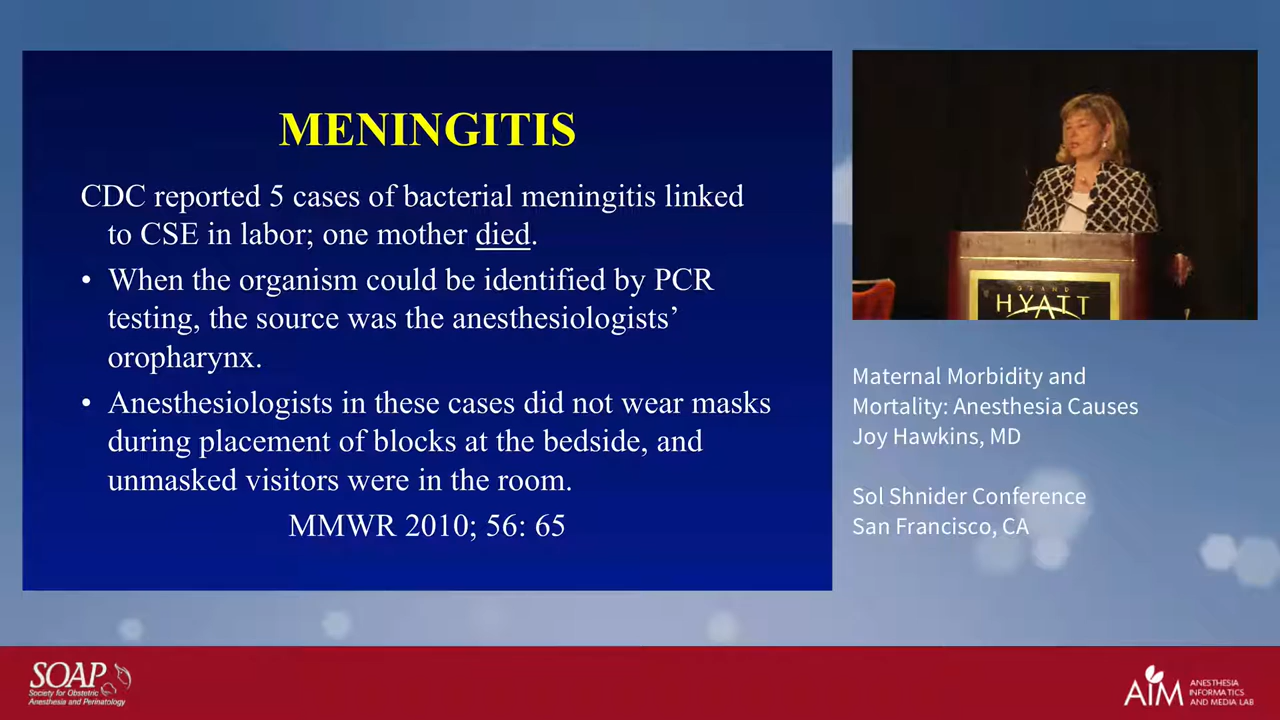 MENINGITIS
CDC reported 5 cases of bacterial meningitis linked
to CSE in labor; one mother died.
• When the organism could be identified by PCR
testing, the source was the anesthesiologists’
oropharynx.
• Anesthesiologists in these cases did not wear masks
during placement of blocks at the bedside, and
unmasked visitors were in the room.
MMWR 2010; 56: 65
GRAND
HYATT
Maternal Morbidity and
Mortality: Anesthesia Causes
Joy Hawkins, MD
Sol Shnider Conference
San Francisco, CA
SOAP
Society for Obstetric
Anesthesia and Perinatology
AIM
ANESTHESIA
INFORMATICS
AND MEDIA LAB